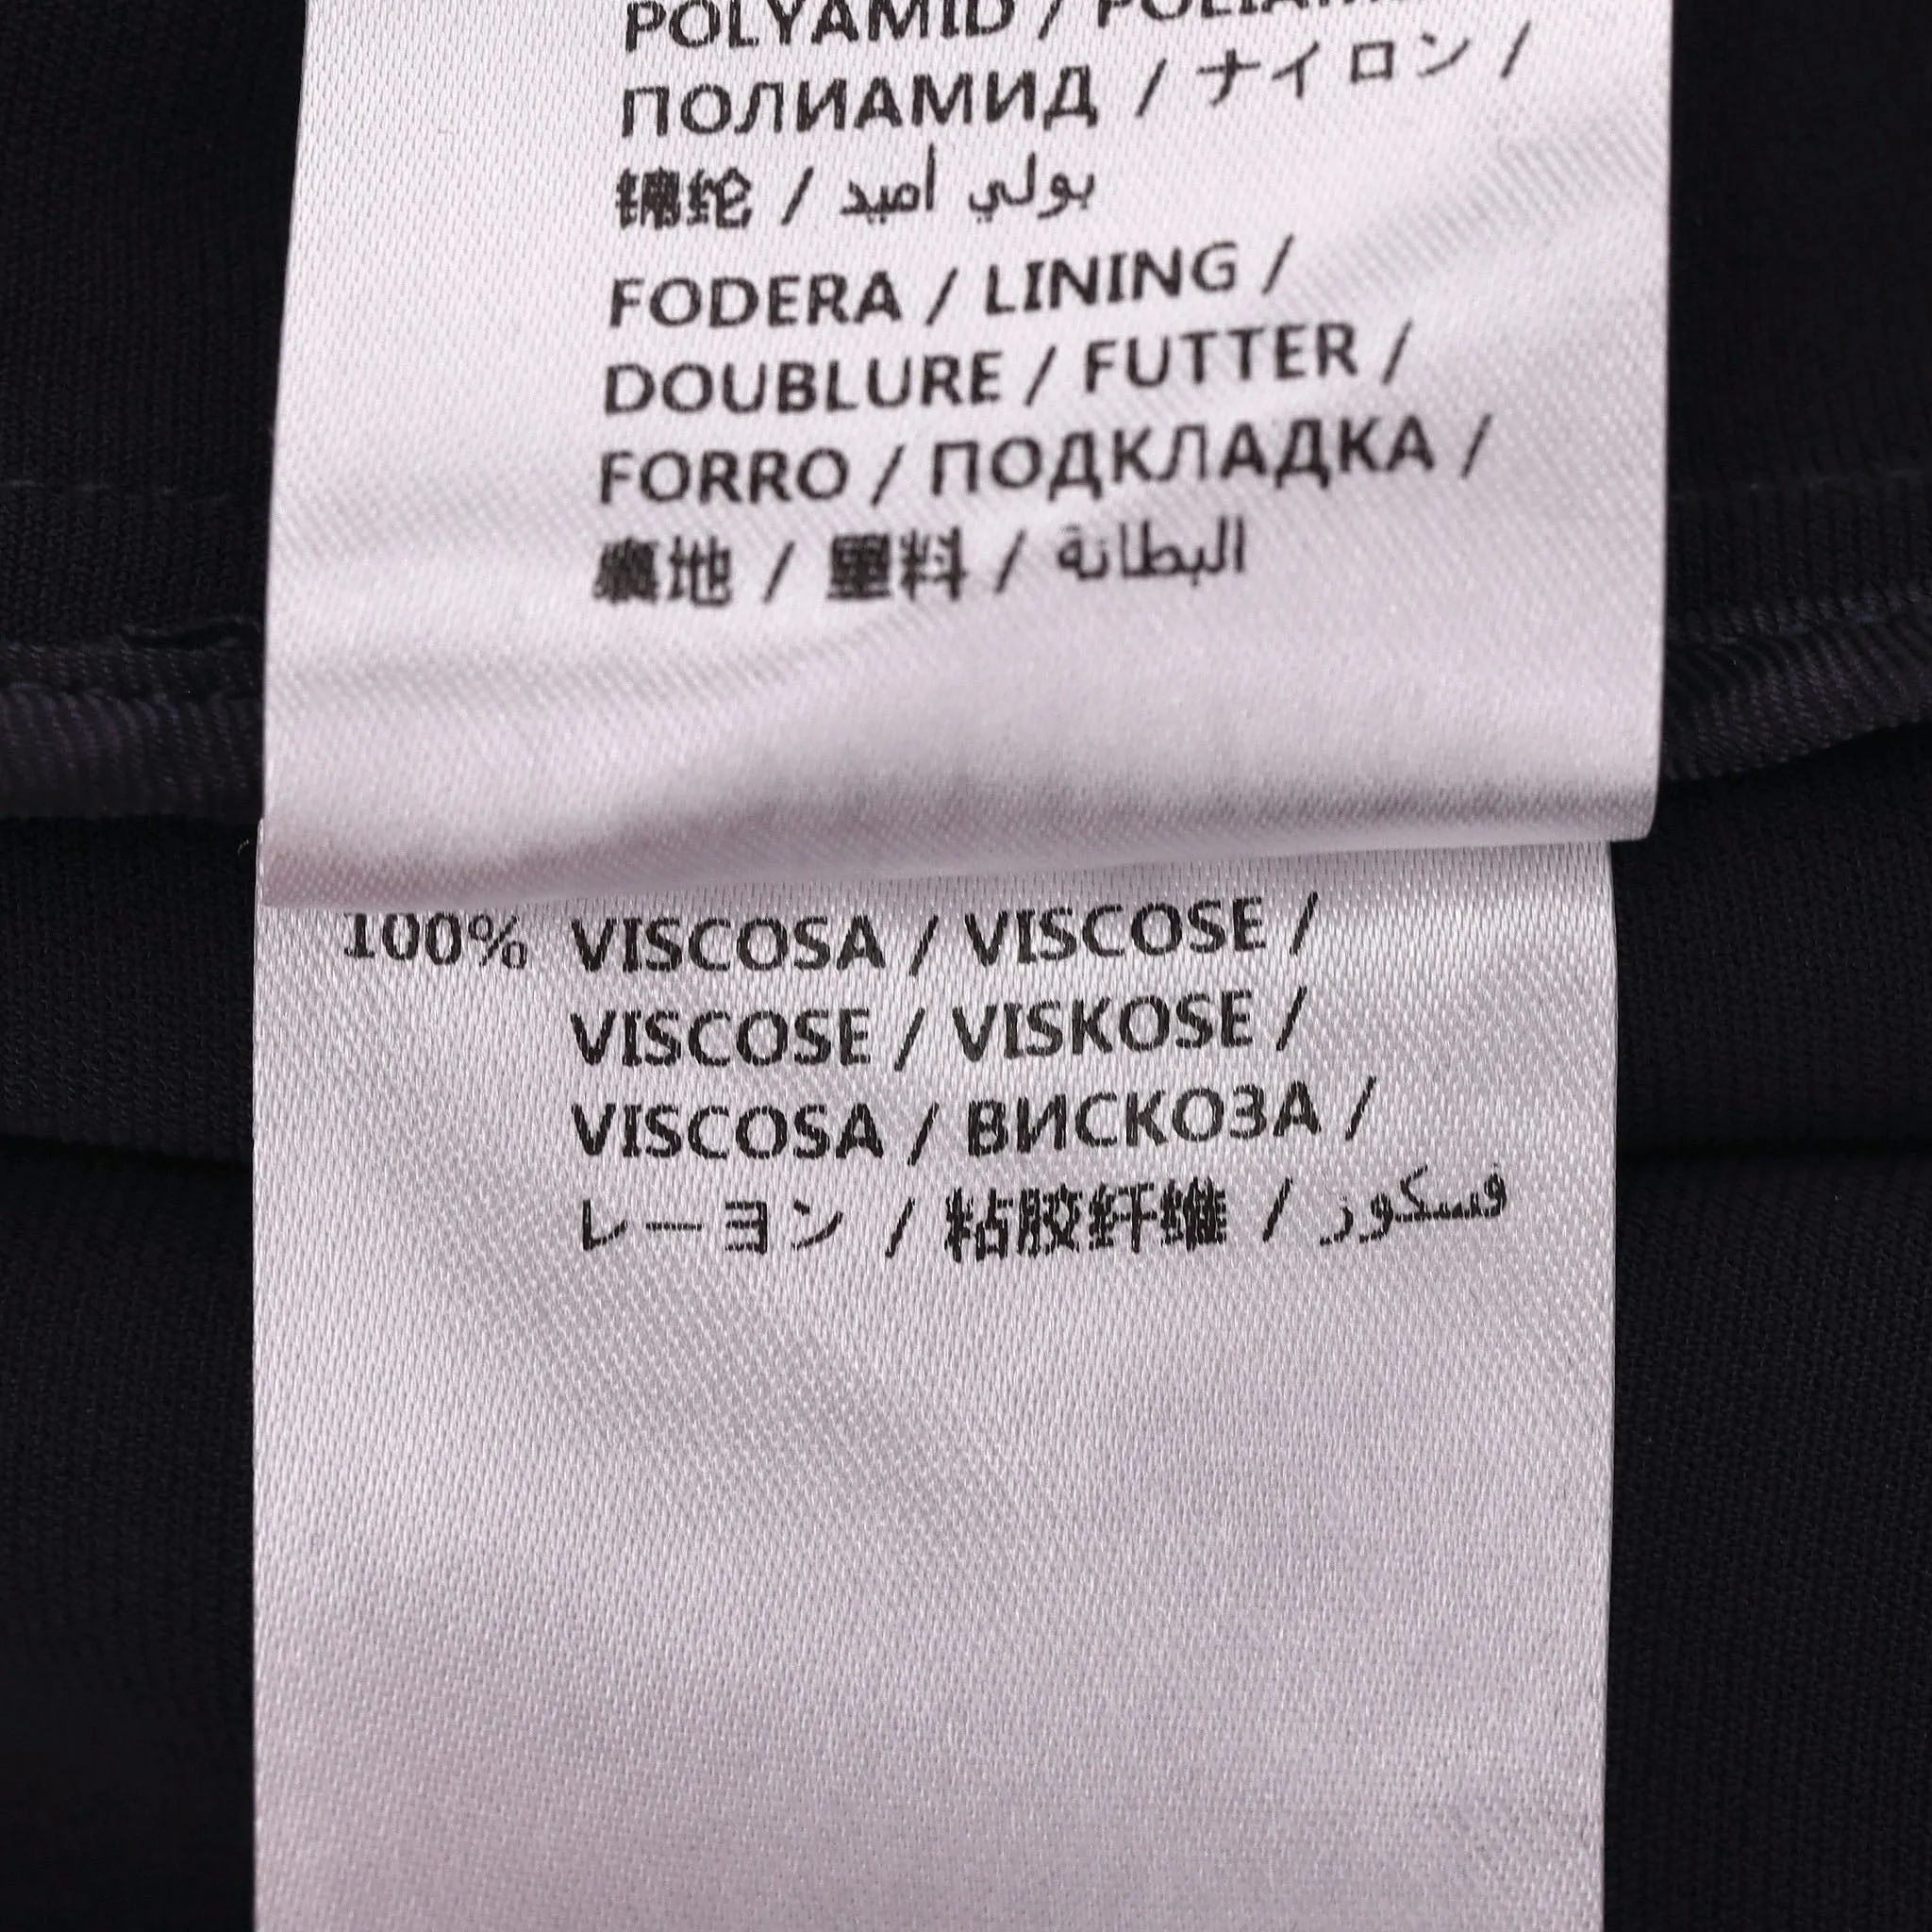 POLYAMID /
ПОЛИАМИД / ナイロン /
锦纶 / بولي أميد
FODERA / LINING /
DOUBLURE / FUTTER /
FORRO / ПОДКЛАДКА /
裏地 / 里料 / البطانة
100% VISCOSA / VISCOSE /
VISCOSE / VISKOSE /
VISCOSA / ВИСКОЗА /
レーヨン / 粘胶纤维 / فسكوز